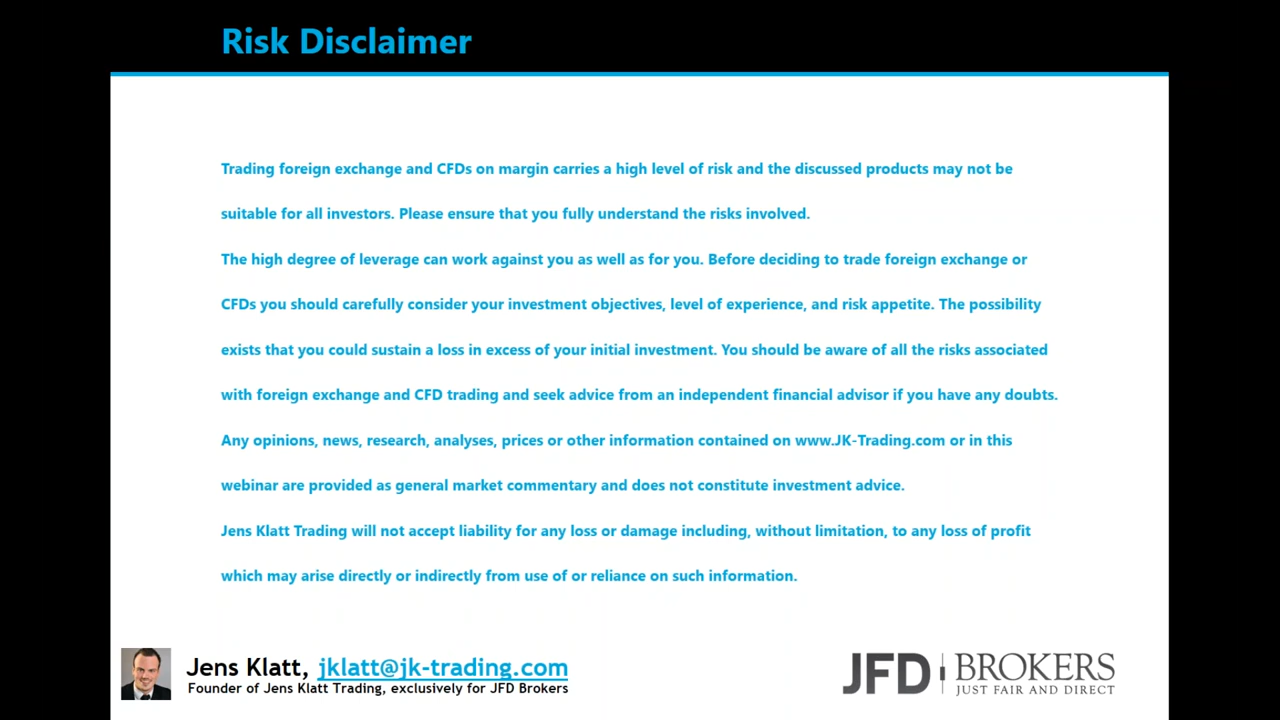 Risk Disclaimer
Trading foreign exchange and CFDs on margin carries a high level of risk and the discussed products may not be
suitable for all investors. Please ensure that you fully understand the risks involved.
The high degree of leverage can work against you as well as for you. Before deciding to trade foreign exchange or
CFDs you should carefully consider your investment objectives, level of experience, and risk appetite. The possibility
exists that you could sustain a loss in excess of your initial investment. You should be aware of all the risks associated
with foreign exchange and CFD trading and seek advice from an independent financial advisor if you have any doubts.
Any opinions, news, research, analyses, prices or other information contained on www.JK-Trading.com or in this
webinar are provided as general market commentary and does not constitute investment advice.
Jens Klatt Trading will not accept liability for any loss or damage including, without limitation, to any loss of profit
which may arise directly or indirectly from use of or reliance on such information.
Jens Klatt, jklatt@jk-trading.com
Founder of Jens Klatt Trading, exclusively for JFD Brokers
JFD BROKERS
JUST FAIR AND DIRECT